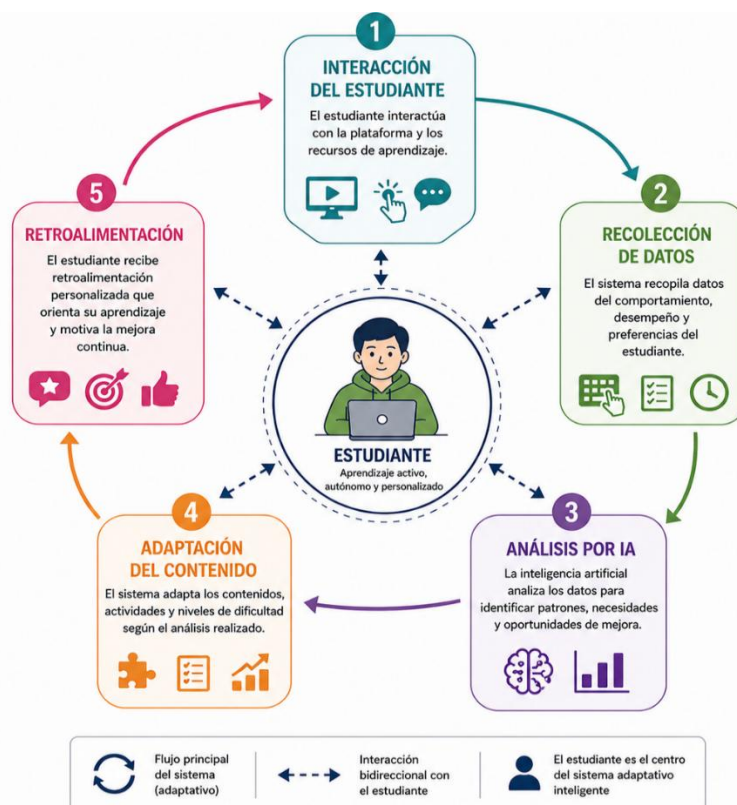 1
INTERACCIÓN
DEL ESTUDIANTE
El estudiante interactúa
con la plataforma y los
recursos de aprendizaje.
2
RECOLECCIÓN
DE DATOS
El sistema recopila datos
del comportamiento,
desempeño y
preferencias del
estudiante.
3
ANÁLISIS POR IA
La inteligencia artificial
analiza los datos para
identificar patrones,
necesidades
y oportunidades de
mejora.
4
ADAPTACIÓN
DEL CONTENIDO
El sistema adapta los contenidos,
actividades y niveles de dificultad
según el análisis realizado.
5
RETROALIMENTACIÓN
El estudiante recibe
retroalimentación
personalizada que
orienta su aprendizaje
y motiva la mejora
continua.
ESTUDIANTE
Aprendizaje activo,
autónomo y personalizado
Flujo principal
del sistema
(adaptativo)
Interacción
bidireccional con
el estudiante
El estudiante es el centro
del sistema adaptativo
inteligente